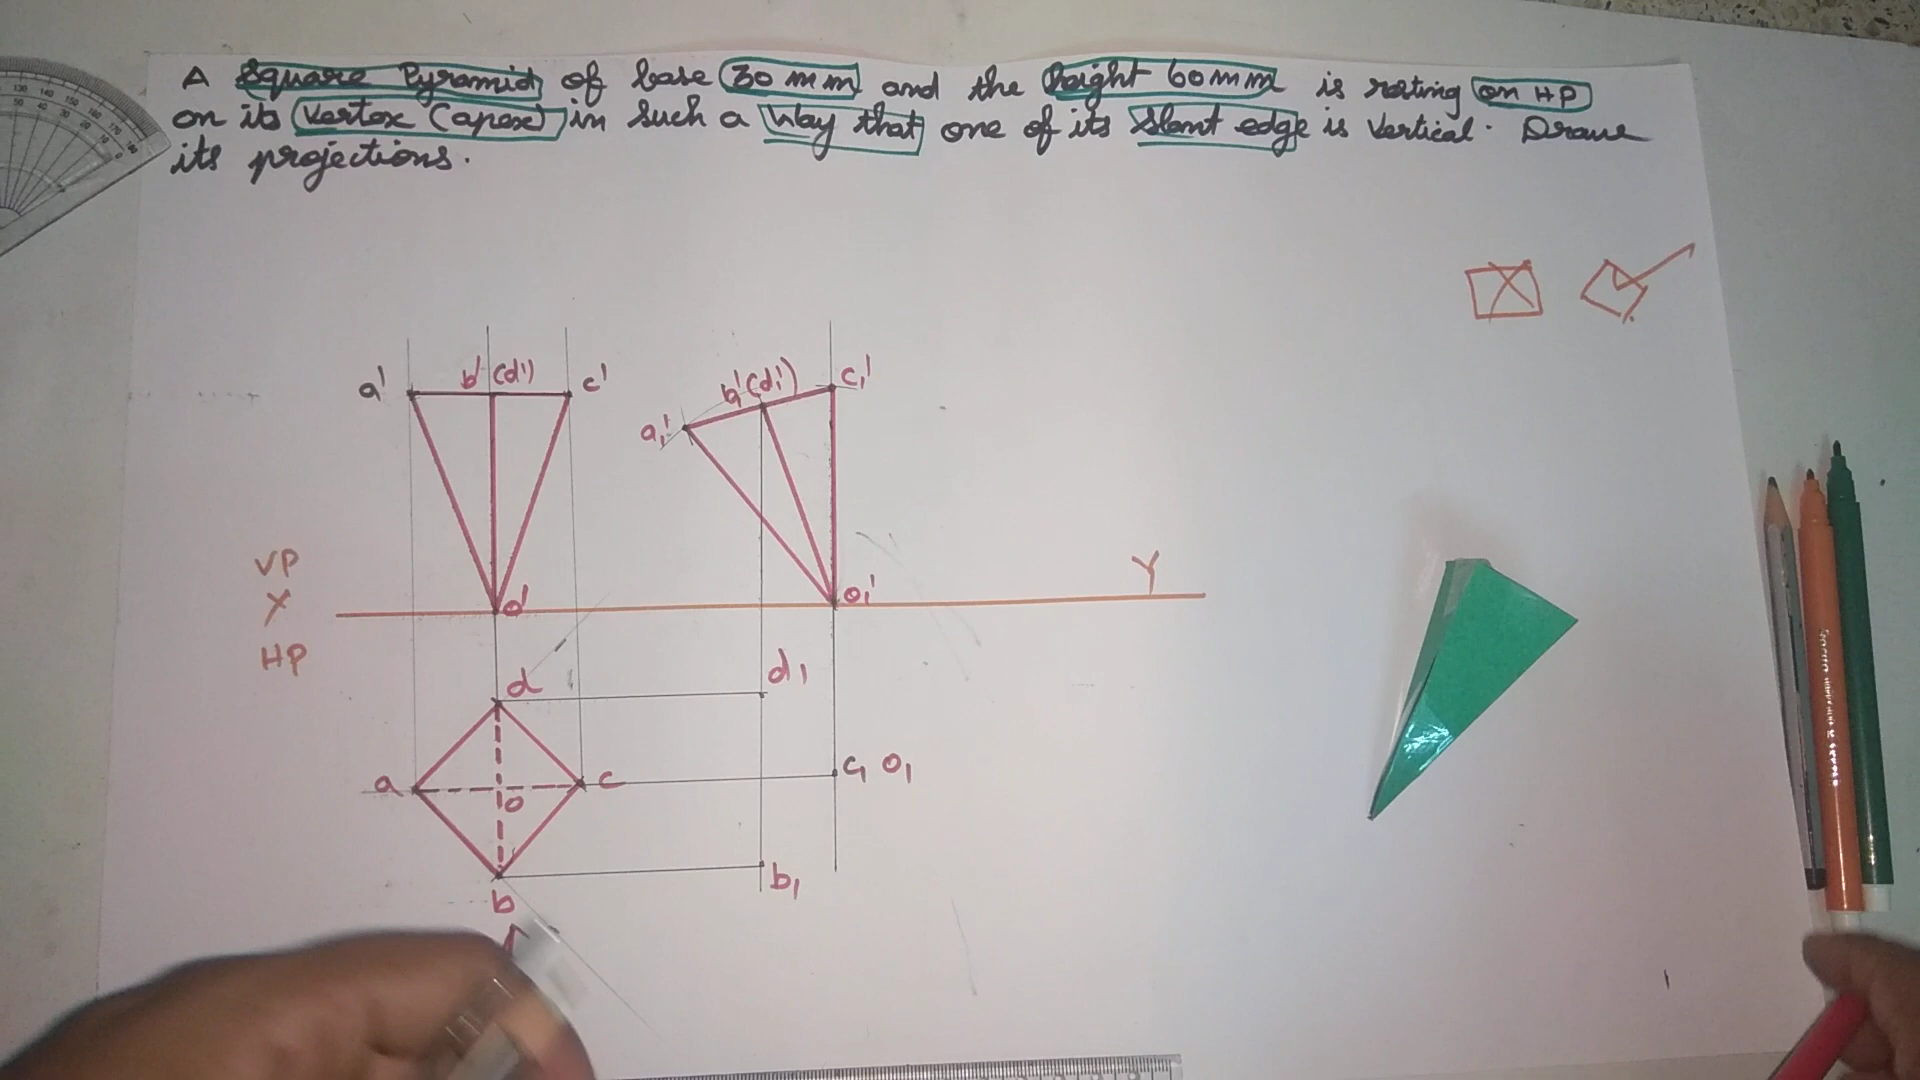 A Square Pyramid of base 30 mm and the height 60mm is resting on HP
on its Vertex (apex) in such a Way that one of its Slant edge is Vertical. Draw
its projections.
a' b' (d') c'
a₁' b₁'(d₁') c₁'
VP
X o' o₁' Y
HP
d d₁
a o c c₁ o₁
b b₁